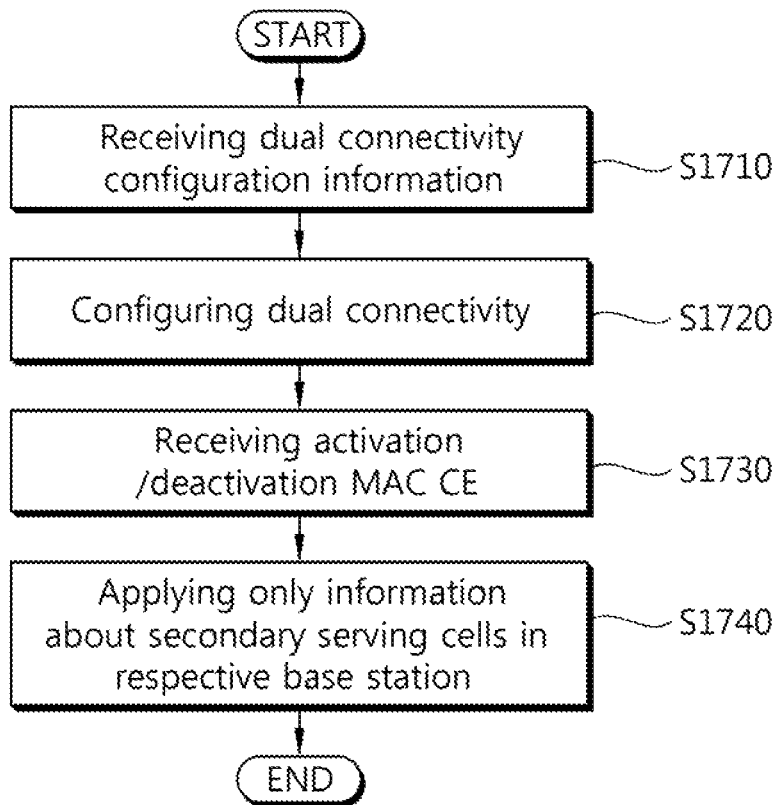 START
Receiving dual connectivity
configuration information
S1710
Configuring dual connectivity
S1720
Receiving activation
/deactivation MAC CE
S1730
Applying only information
about secondary serving cells in
respective base station
S1740
END